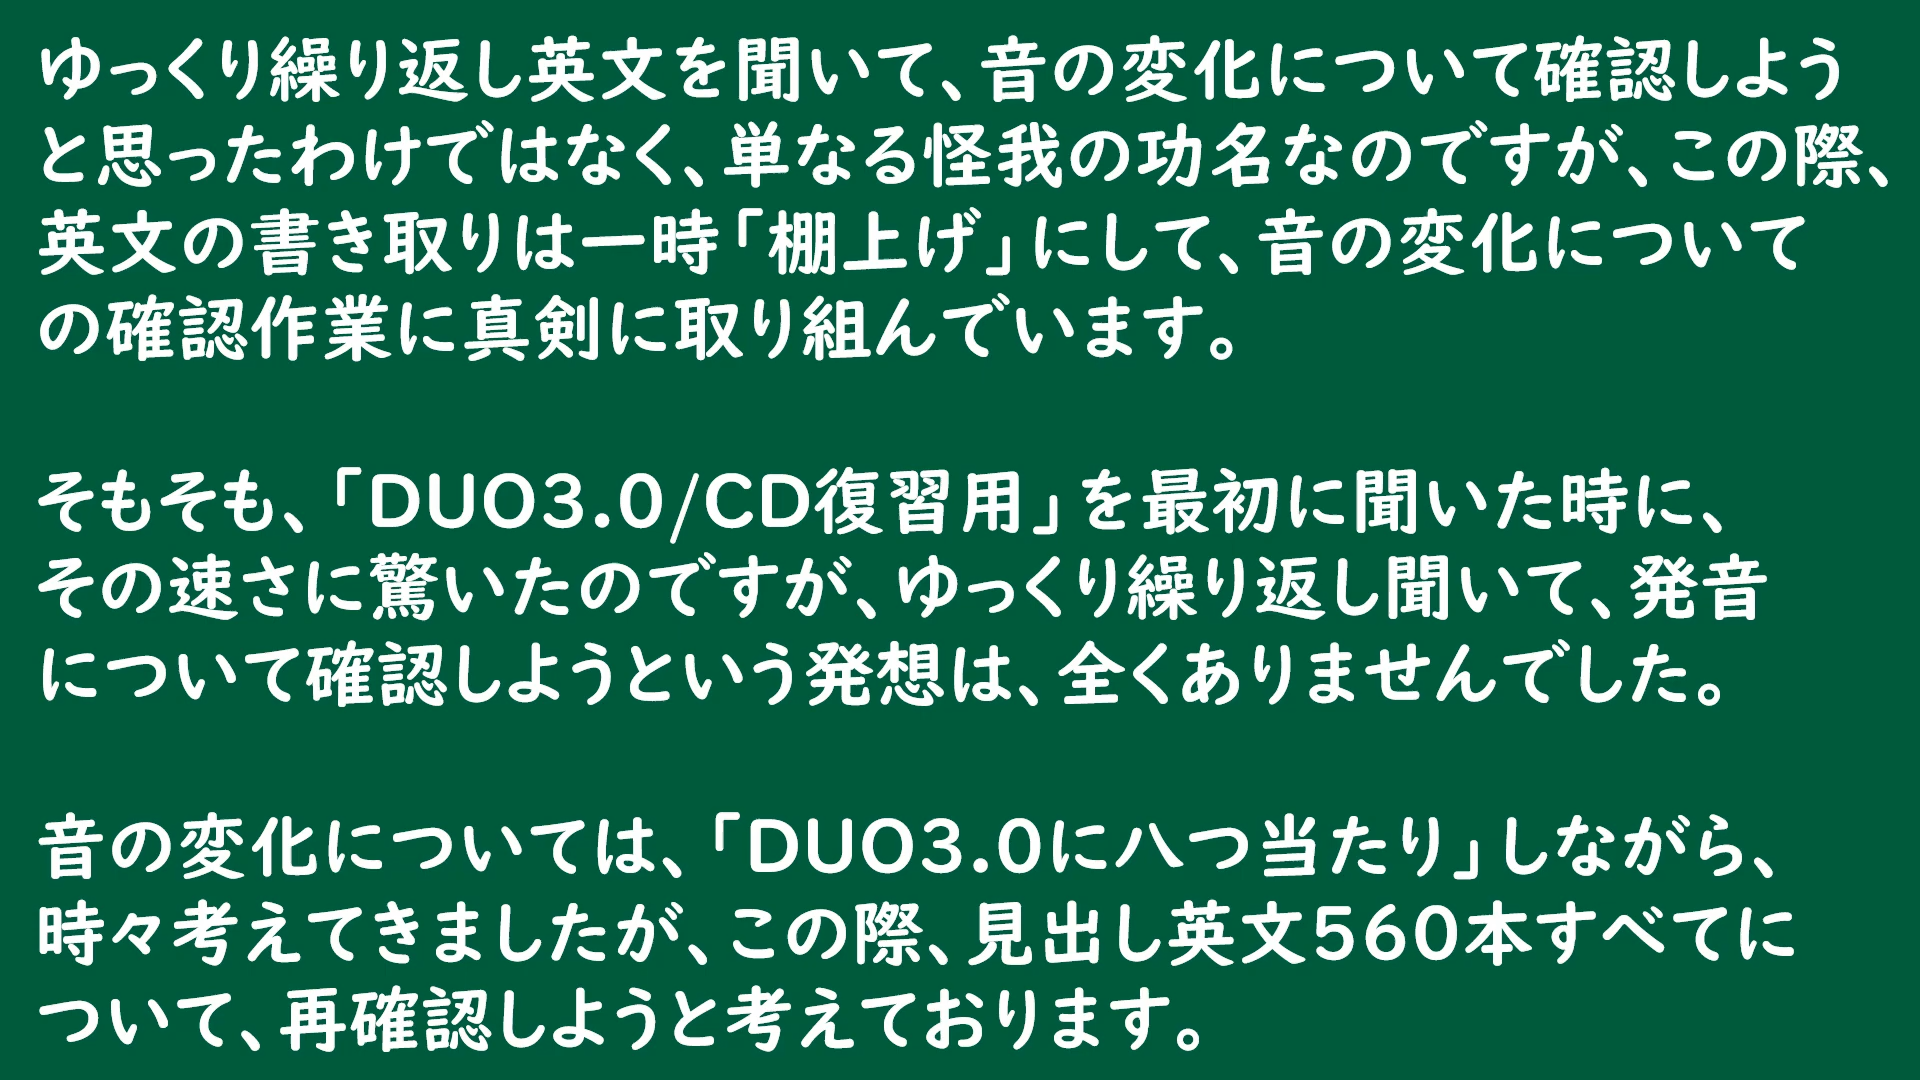 ゆっくり繰り返し英文を聞いて、音の変化について確認しよう
と思ったわけではなく、単なる怪我の功名なのですが、この際、
英文の書き取りは一時「棚上げ」にして、音の変化について
の確認作業に真剣に取り組んでいます。
そもそも、「DUO3.0/CD復習用」を最初に聞いた時に、
その速さに驚いたのですが、ゆっくり繰り返し聞いて、発音
について確認しようという発想は、全くありませんでした。
音の変化については、「DUO3.0に八つ当たり」しながら、
時々考えてきましたが、この際、見出し英文560本すべてに
ついて、再確認しようと考えております。